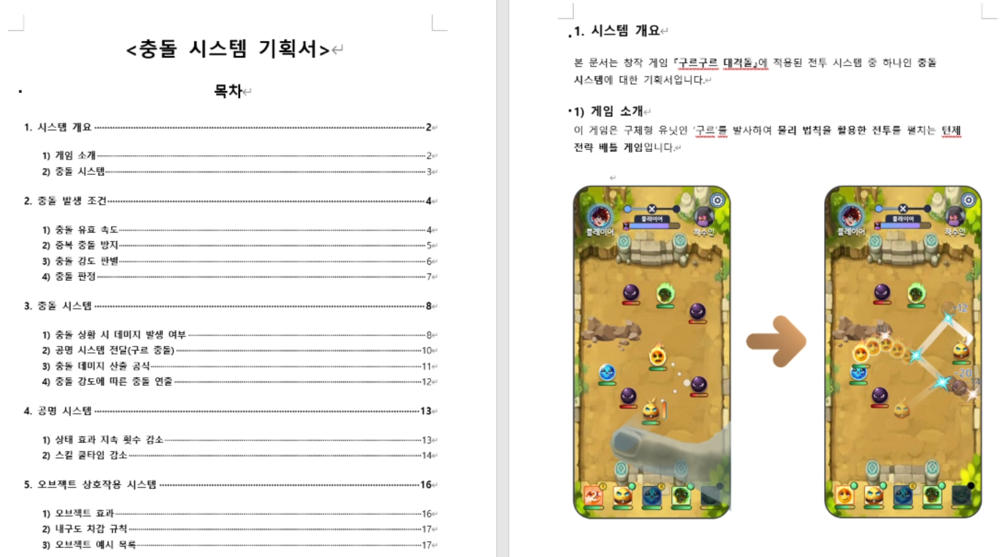 <충돌 시스템 기획서>
목차
1. 시스템 개요 2
1) 게임 소개 2
2) 충돌 시스템 3
2. 충돌 발생 조건 4
1) 충돌 유효 속도 4
2) 중복 충돌 방지 5
3) 충돌 강도 판별 6
4) 충돌 판정 7
3. 충돌 시스템 8
1) 충돌 상황 시 데미지 발생 여부 8
2) 공명 시스템 전달(구르 충돌) 10
3) 충돌 데미지 산출 공식 11
4) 충돌 강도에 따른 충돌 연출 12
4. 공명 시스템 13
1) 상태 효과 지속 횟수 감소 13
2) 스킬 쿨타임 감소 14
5. 오브젝트 상호작용 시스템 16
1) 오브젝트 효과 16
2) 내구도 차감 규칙 17
3) 오브젝트 예시 목록 17
1. 시스템 개요
본 문서는 창작 게임 『구르구르 대격돌』에 적용된 전투 시스템 중 하나인 충돌
시스템에 대한 기획서입니다.
1) 게임 소개
이 게임은 구체형 유닛인 '구르'를 발사하여 물리 법칙을 활용한 전투를 펼치는 턴제
전략 배틀 게임입니다.
플레이어
플레이어
하수인
플레이어
플레이어
하수인
-12
10
-20
-14